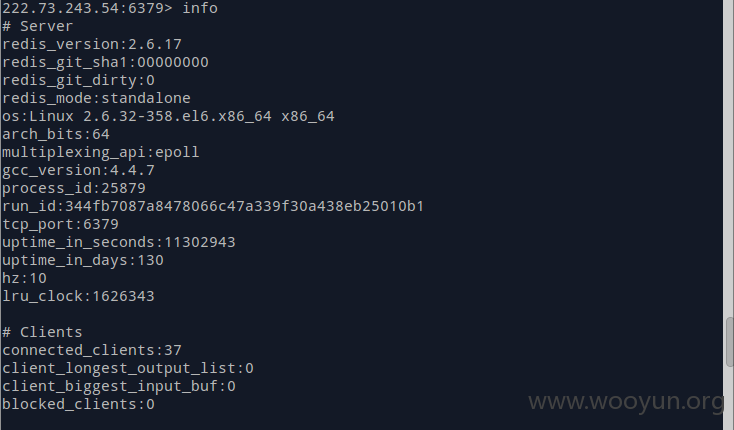 222.73.243.54:6379> info
# Server
redis_version:2.6.17
redis_git_sha1:00000000
redis_git_dirty:0
redis_mode:standalone
os:Linux 2.6.32-358.el6.x86_64 x86_64
arch_bits:64
multiplexing_api:epoll
gcc_version:4.4.7
process_id:25879
run_id:344fb7087a8478066c47a339f30a438eb25010b1
tcp_port:6379
uptime_in_seconds:11302943
uptime_in_days:130
hz:10
lru_clock:1626343
# Clients
connected_clients:37
client_longest_output_list:0
client_biggest_input_buf:0
blocked_clients:0
www.wooyun.org